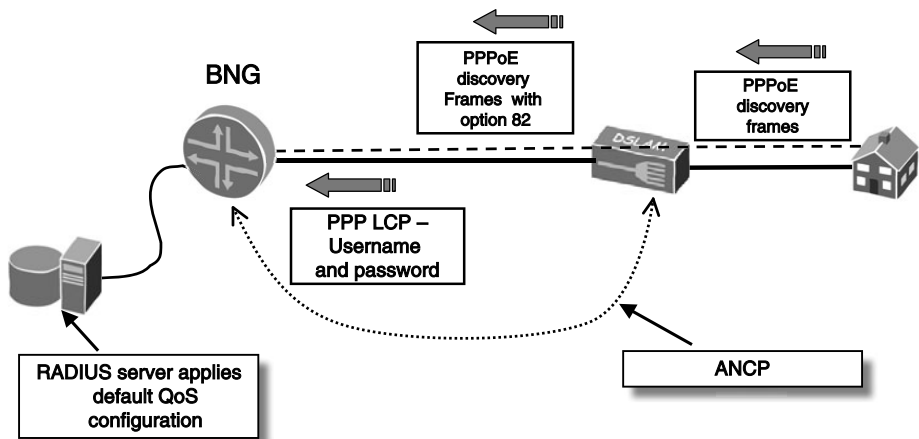 PPPoE
discovery
Frames with
option 82
PPPoE
discovery
frames
BNG
DSLAM
PPP LCP –
Username
and password
RADIUS server applies
default QoS
configuration
ANCP